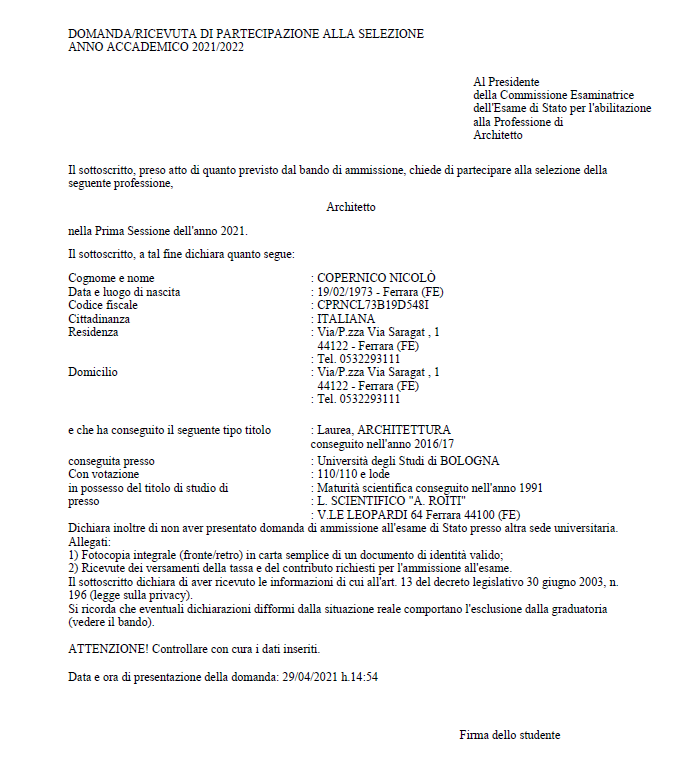 DOMANDA/RICEVUTA DI PARTECIPAZIONE ALLA SELEZIONE
ANNO ACCADEMICO 2021/2022
Al Presidente
della Commissione Esaminatrice
dell'Esame di Stato per l'abilitazione
alla Professione di
Architetto
Il sottoscritto, preso atto di quanto previsto dal bando di ammissione, chiede di partecipare alla selezione della
seguente professione,
Architetto
nella Prima Sessione dell'anno 2021.
Il sottoscritto, a tal fine dichiara quanto segue:
Cognome e nome : COPERNICO NICOLÒ
Data e luogo di nascita : 19/02/1973 - Ferrara (FE)
Codice fiscale : CPRNCL73B19D548I
Cittadinanza : ITALIANA
Residenza : Via/P.zza Via Saragat , 1
44122 - Ferrara (FE)
: Tel. 0532293111
Domicilio : Via/P.zza Via Saragat , 1
44122 - Ferrara (FE)
: Tel. 0532293111
e che ha conseguito il seguente tipo titolo : Laurea, ARCHITETTURA
conseguito nell'anno 2016/17
conseguita presso : Università degli Studi di BOLOGNA
Con votazione : 110/110 e lode
in possesso del titolo di studio di : Maturità scientifica conseguito nell'anno 1991
presso : L. SCIENTIFICO "A. ROITI"
: V.LE LEOPARDI 64 Ferrara 44100 (FE)
Dichiara inoltre di non aver presentato domanda di ammissione all'esame di Stato presso altra sede universitaria.
Allegati:
1) Fotocopia integrale (fronte/retro) in carta semplice di un documento di identità valido;
2) Ricevute dei versamenti della tassa e del contributo richiesti per l'ammissione all'esame.
Il sottoscritto dichiara di aver ricevuto le informazioni di cui all'art. 13 del decreto legislativo 30 giugno 2003, n.
196 (legge sulla privacy).
Si ricorda che eventuali dichiarazioni difformi dalla situazione reale comportano l'esclusione dalla graduatoria
(vedere il bando).
ATTENZIONE! Controllare con cura i dati inseriti.
Data e ora di presentazione della domanda: 29/04/2021 h.14:54
Firma dello studente